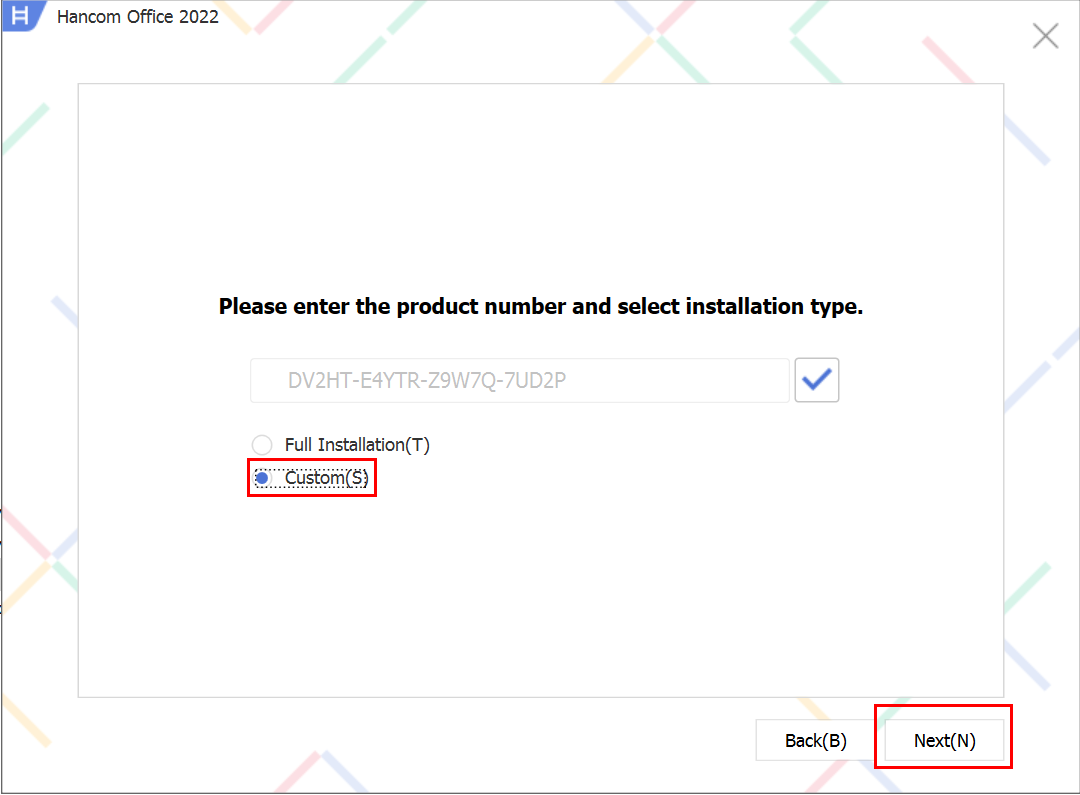 H Hancom Office 2022
Please enter the product number and select installation type.
DV2HT-E4YTR-Z9W7Q-7UD2P
Full Installation(T)
Custom(S)
Back(B) Next(N)